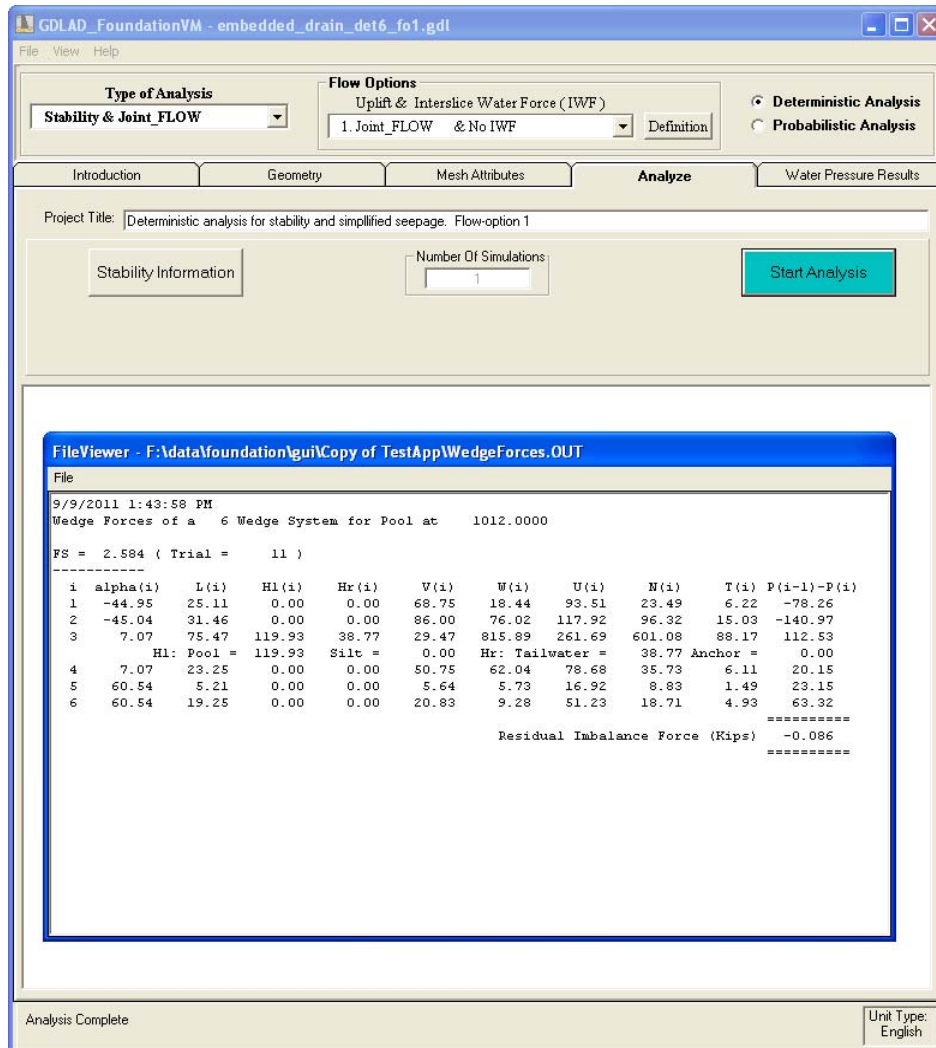 GDLAD_FoundationVM - embedded_drain_det6_fo1.gdl
File View Help
Type of Analysis
Stability & Joint_FLOW
Flow Options
Uplift & Interslice Water Force ( IWF )
1. Joint_FLOW & No IWF
Definition
Deterministic Analysis
Probabilistic Analysis
Introduction Geometry Mesh Attributes Analyze Water Pressure Results
Project Title: Deterministic analysis for stability and simpllified seepage. Flow-option 1
Stability Information
Number Of Simulations
1
Start Analysis
FileViewer - F:\data\foundation\gui\Copy of TestApp\WedgeForces.OUT
File
9/9/2011 1:43:58 PM
Wedge Forces of a 6 Wedge System for Pool at 1012.0000
FS = 2.584 ( Trial = 11 )
-----------
i alpha(i) L(i) Hl(i) Hr(i) V(i) W(i) U(i) N(i) T(i) P(i-1)-P(i)
1 -44.95 25.11 0.00 0.00 68.75 18.44 93.51 23.49 6.22 -78.26
2 -45.04 31.46 0.00 0.00 86.00 76.02 117.92 96.32 15.03 -140.97
3 7.07 75.47 119.93 38.77 29.47 815.89 261.69 601.08 88.17 112.53
Hl: Pool = 119.93 Silt = 0.00 Hr: Tailwater = 38.77 Anchor = 0.00
4 7.07 23.25 0.00 0.00 50.75 62.04 78.68 35.73 6.11 20.15
5 60.54 5.21 0.00 0.00 5.64 5.73 16.92 8.83 1.49 23.15
6 60.54 19.25 0.00 0.00 20.83 9.28 51.23 18.71 4.93 63.32
==========
Residual Imbalance Force (Kips) -0.086
==========
Analysis Complete
Unit Type:
English